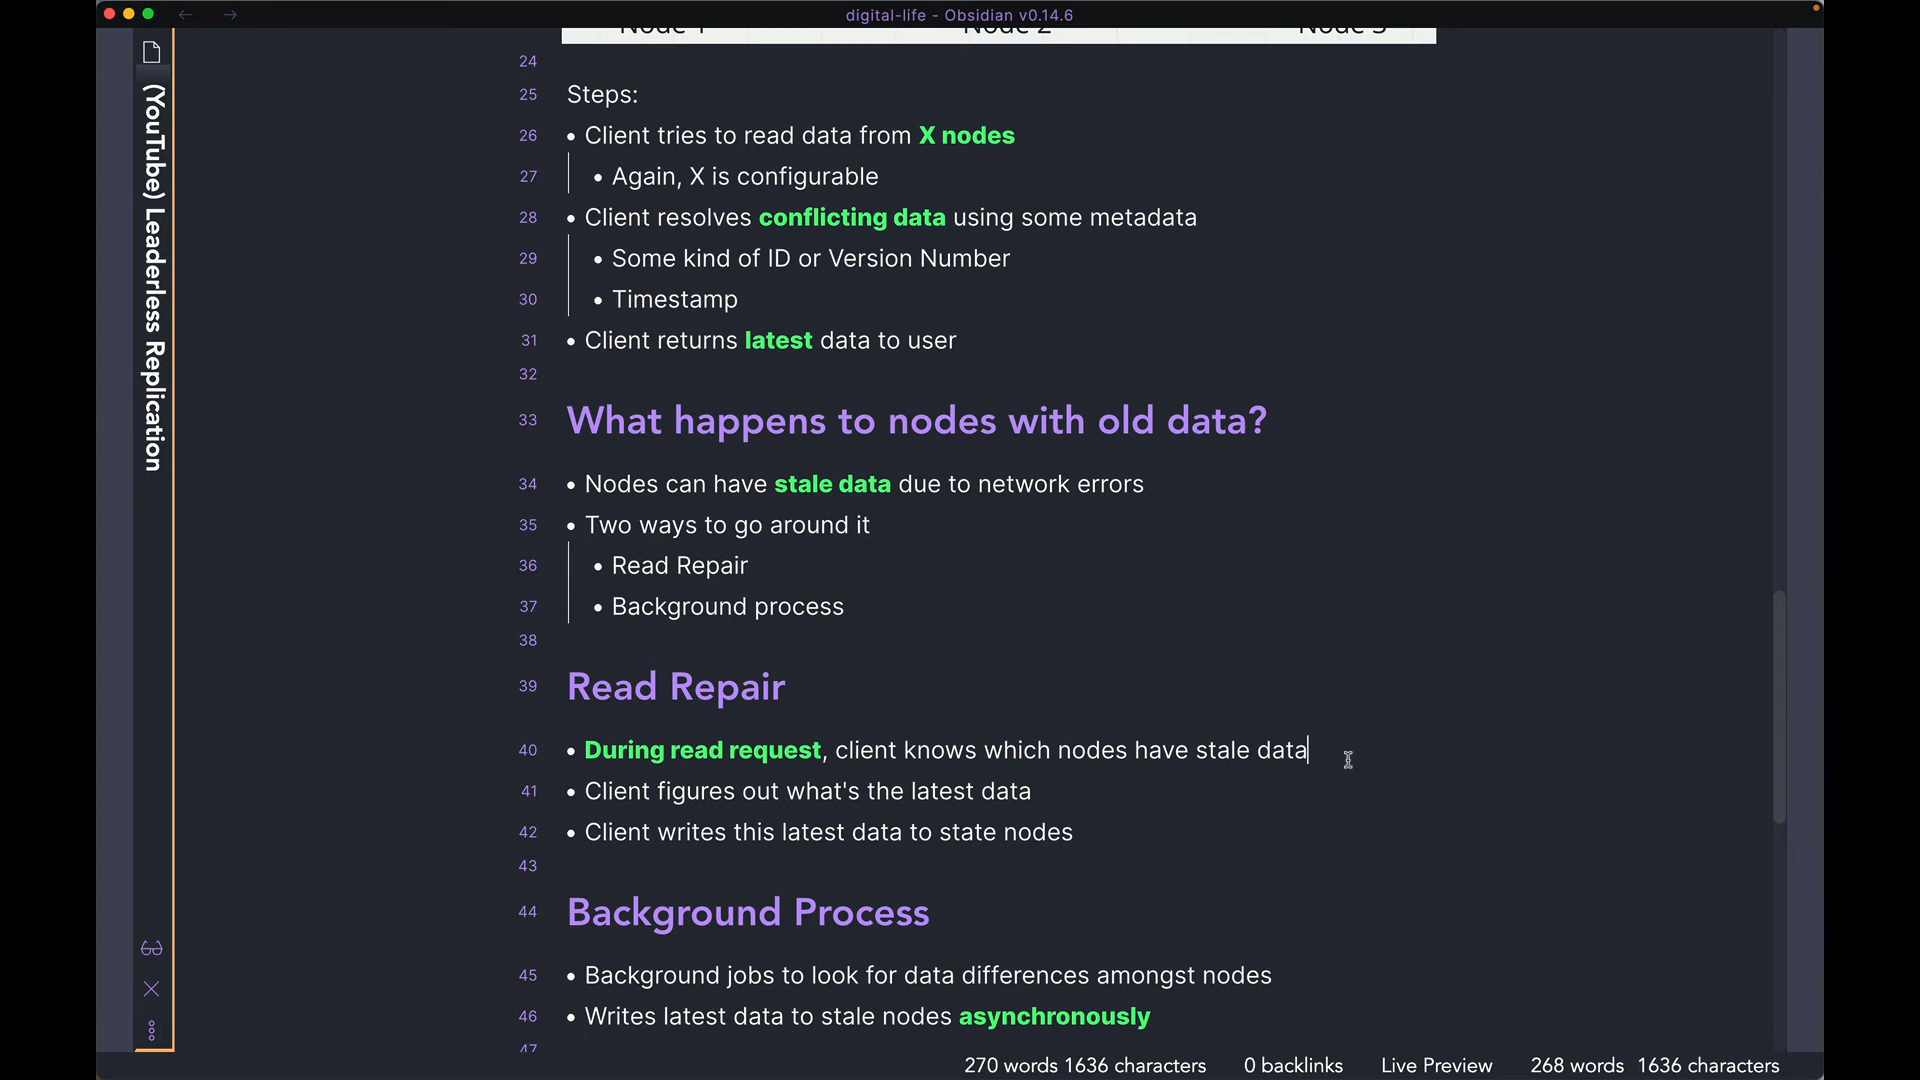 digital-life - Obsidian v0.14.6
(YouTube) Leaderless Replication
Node 1 Node 2 Node 3
24
25 Steps:
26 • Client tries to read data from X nodes
27 • Again, X is configurable
28 • Client resolves conflicting data using some metadata
29 • Some kind of ID or Version Number
30 • Timestamp
31 • Client returns latest data to user
32
33 What happens to nodes with old data?
34 • Nodes can have stale data due to network errors
35 • Two ways to go around it
36 • Read Repair
37 • Background process
38
39 Read Repair
40 • During read request, client knows which nodes have stale data
41 • Client figures out what's the latest data
42 • Client writes this latest data to state nodes
43
44 Background Process
45 • Background jobs to look for data differences amongst nodes
46 • Writes latest data to stale nodes asynchronously
47
270 words 1636 characters 0 backlinks Live Preview 268 words 1636 characters